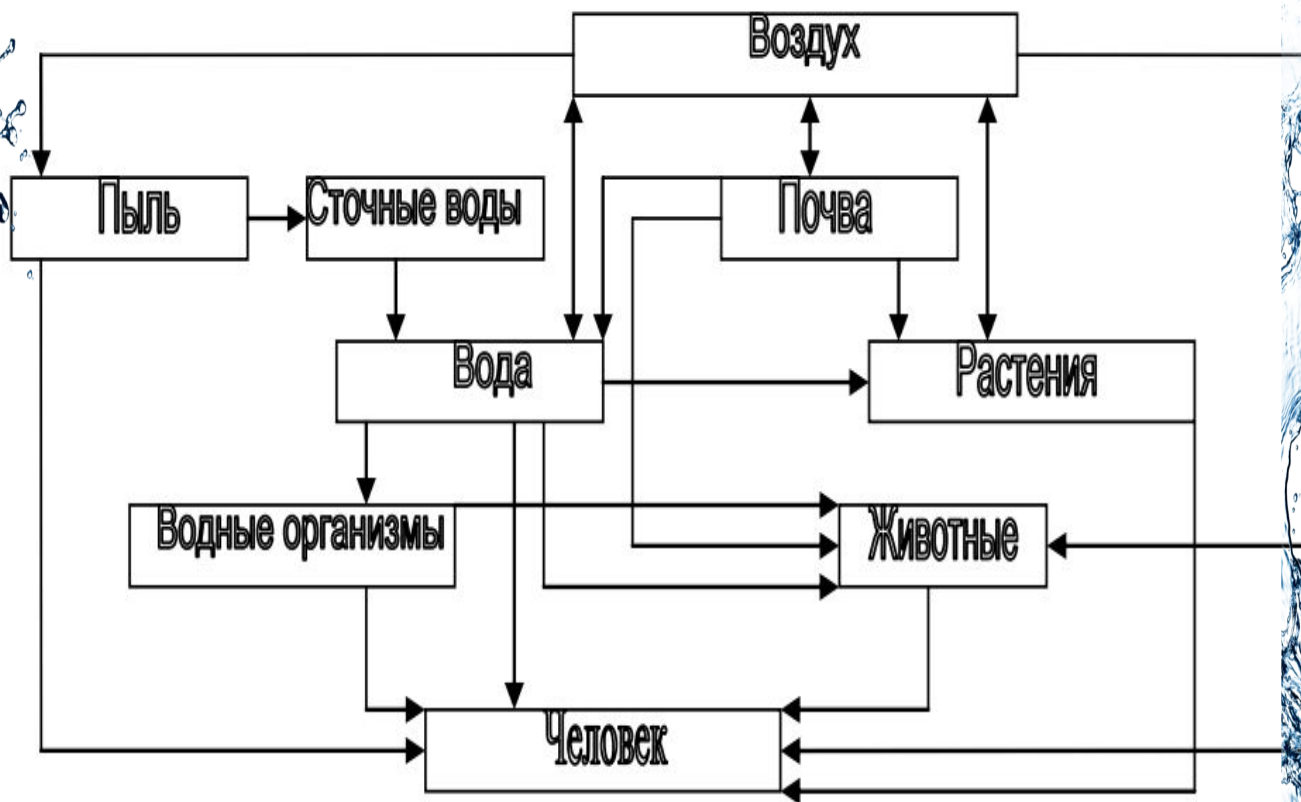 Воздух
Пыль
Сточные воды
Почва
Вода
Растения
Водные организмы
Животные
Человек